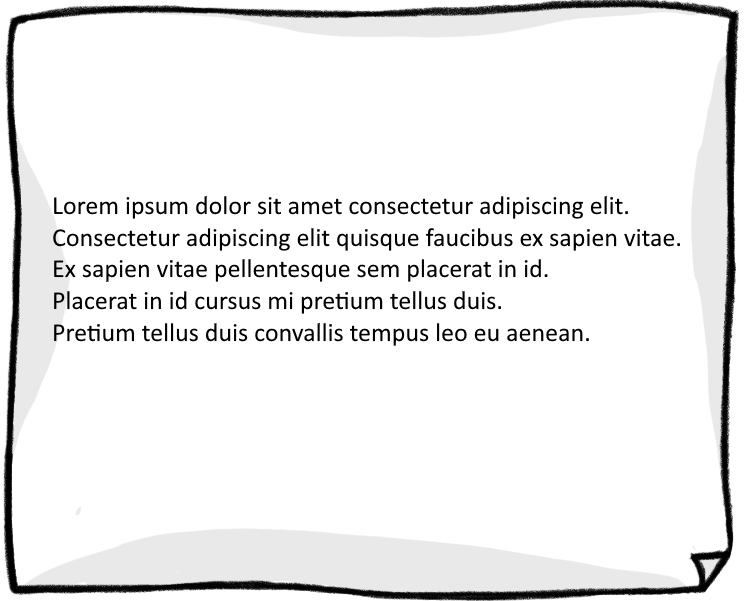 Lorem ipsum dolor sit amet consectetur adipiscing elit.
Consectetur adipiscing elit quisque faucibus ex sapien vitae.
Ex sapien vitae pellentesque sem placerat in id.
Placerat in id cursus mi pretium tellus duis.
Pretium tellus duis convallis tempus leo eu aenean.